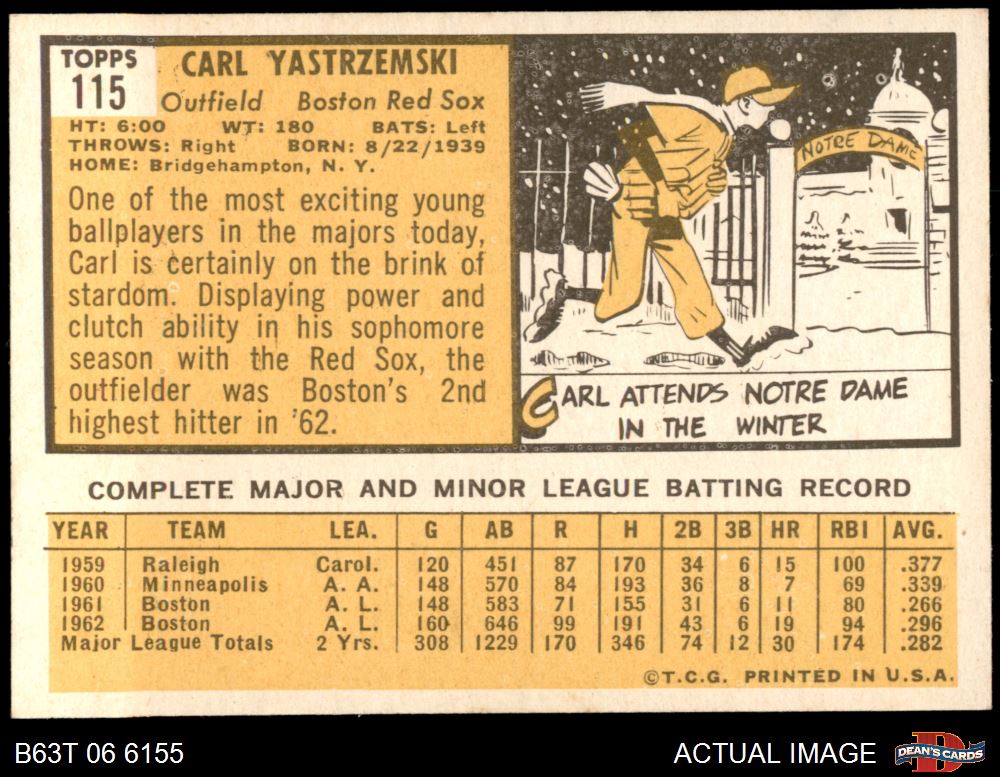 TOPPS
115
CARL YASTRZEMSKI
Outfield Boston Red Sox
HT: 6:00 WT: 180 BATS: Left
THROWS: Right BORN: 8/22/1939
HOME: Bridgehampton, N. Y.
One of the most exciting young
ballplayers in the majors today,
Carl is certainly on the brink of
stardom. Displaying power and
clutch ability in his sophomore
season with the Red Sox, the
outfielder was Boston's 2nd
highest hitter in '62.
NOTRE DAME
CARL ATTENDS NOTRE DAME
IN THE WINTER
COMPLETE MAJOR AND MINOR LEAGUE BATTING RECORD
YEAR TEAM LEA. G AB R H 2B 3B HR RBI AVG.
1959 Raleigh Carol. 120 451 87 170 34 6 15 100 .377
1960 Minneapolis A. A. 148 570 84 193 36 8 7 69 .339
1961 Boston A. L. 148 583 71 155 31 6 11 80 .266
1962 Boston A. L. 160 646 99 191 43 6 19 94 .296
Major League Totals 2 Yrs. 308 1229 170 346 74 12 30 174 .282
©T.C.G. PRINTED IN U.S.A.
B63T 06 6155
ACTUAL IMAGE
DEAN'S CARDS